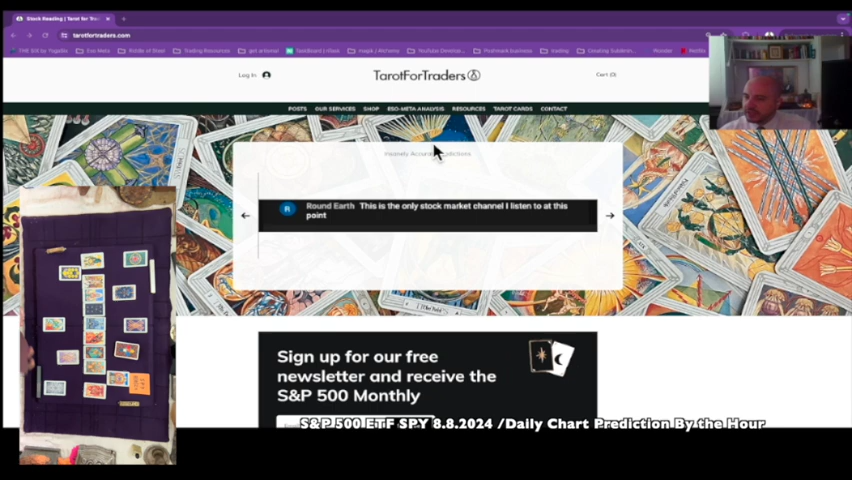 Stock Reading | Tarot for Tra
tarotfortraders.com
Log In
TarotForTraders
Cart (0)
POSTS OUR SERVICES SHOP ESO-META ANALYSIS RESOURCES TAROT CARDS CONTACT
Insanely Accurate Predictions
R Round Earth This is the only stock market channel I listen to at this
point
Sign up for our free
newsletter and receive the
S&P 500 Monthly
S&P 500 ETF SPY 8.8.2024 /Daily Chart Prediction By the Hour